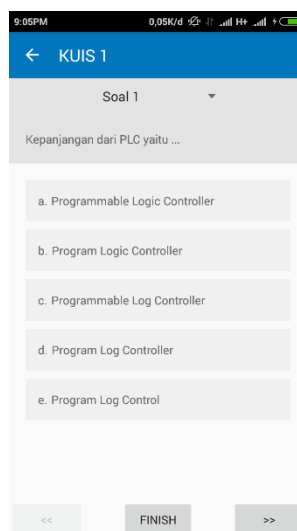 9:05PM 0,05K/d H+
KUIS 1
Soal 1
Kepanjangan dari PLC yaitu ...
a. Programmable Logic Controller
b. Program Logic Controller
c. Programmable Log Controller
d. Program Log Controller
e. Program Log Control
<< FINISH >>